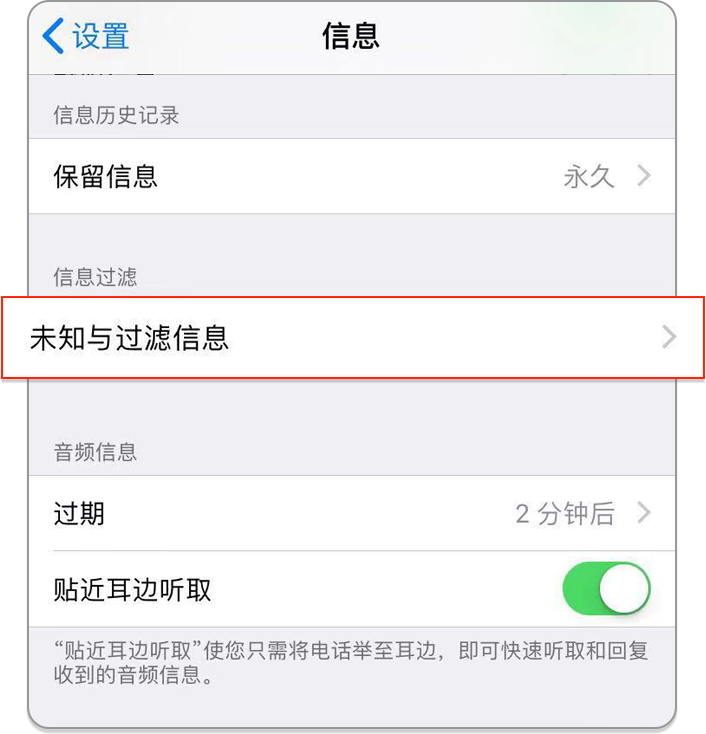 设置
信息
信息历史记录
保留信息
永久
信息过滤
未知与过滤信息
音频信息
过期
2 分钟后
贴近耳边听取
“贴近耳边听取”使您只需将电话举至耳边，即可快速听取和回复
收到的音频信息。